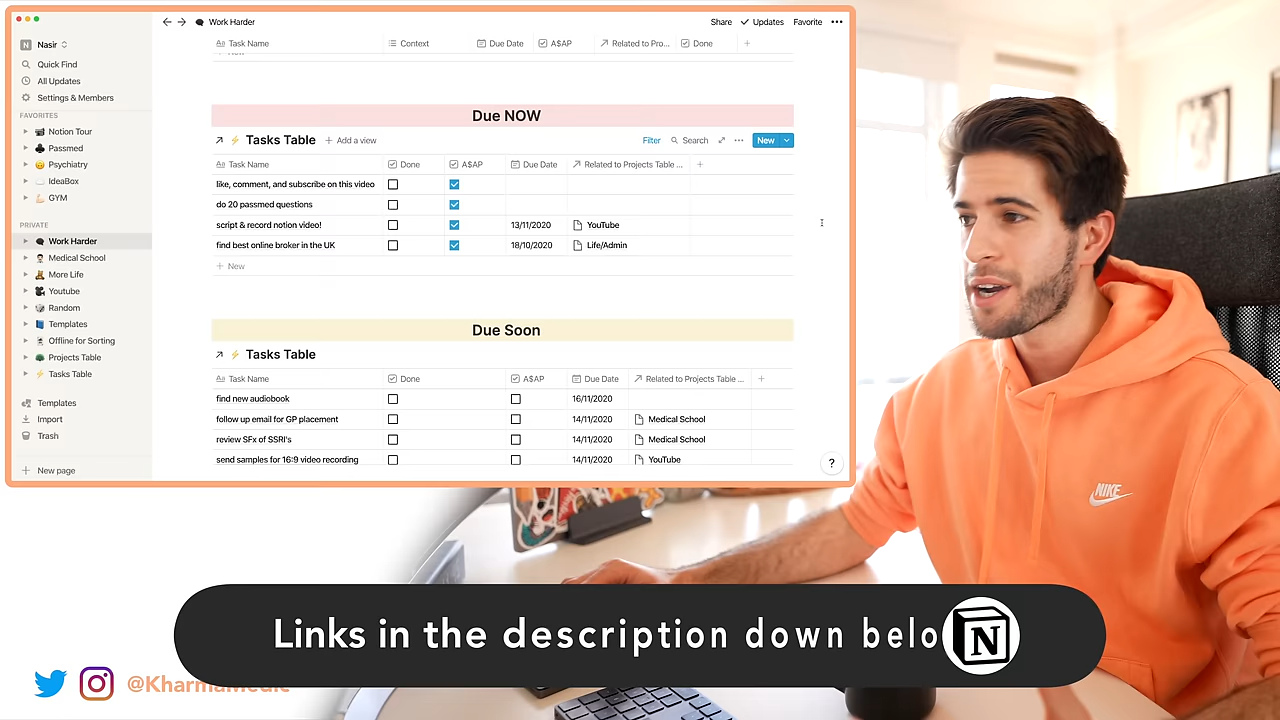 Work Harder
Share
Updates
Favorite
Nasir
Quick Find
All Updates
Settings & Members
FAVORITES
Notion Tour
Passmed
Psychiatry
IdeaBox
GYM
PRIVATE
Work Harder
Medical School
More Life
Youtube
Random
Templates
Offline for Sorting
Projects Table
Tasks Table
Templates
Import
Trash
New page
Task Name Context Due Date A$AP Related to Pro... Done
Due NOW
Tasks Table Add a view Filter Search New
Task Name Done A$AP Due Date Related to Projects Table ...
like, comment, and subscribe on this video
do 20 passmed questions
script & record notion video! 13/11/2020 YouTube
find best online broker in the UK 18/10/2020 Life/Admin
New
Due Soon
Tasks Table
Task Name Done A$AP Due Date Related to Projects Table ...
find new audiobook 16/11/2020
follow up email for GP placement 14/11/2020 Medical School
review SFx of SSRI's 14/11/2020 Medical School
send samples for 16:9 video recording 14/11/2020 YouTube
?
NIKE
Links in the description down belo
N